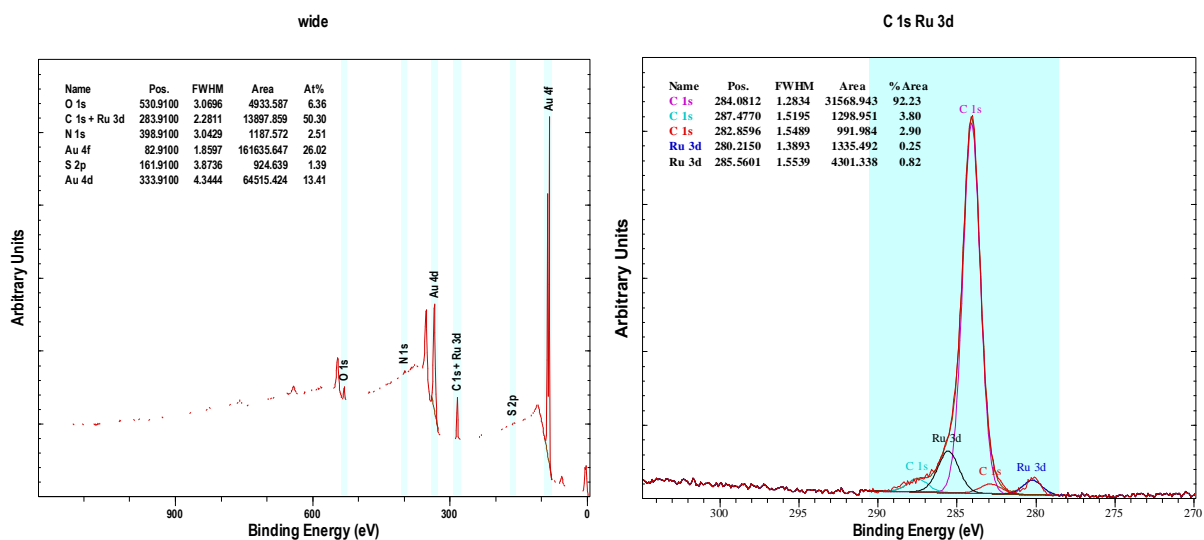 wide
Name Pos. FWHM Area At%
O 1s 530.9100 3.0696 4933.587 6.36
C 1s + Ru 3d 283.9100 2.2811 13897.722 50.30
N 1s 398.9100 3.0429 1187.572 2.51
Au 4f 82.9100 1.8597 161635.647 26.02
S 2p 161.9100 3.8736 924.639 1.39
Au 4d 333.9100 4.3444 64515.424 13.41
Au 4f
Au 4d
O 1s
N 1s
C 1s + Ru 3d
S 2p
Arbitrary Units
900 600 300 0
Binding Energy (eV)
C 1s Ru 3d
Name Pos. FWHM Area % Area
C 1s 284.0812 1.2834 31568.943 92.23
C 1s 287.4770 1.5195 1298.951 3.80
C 1s 282.8596 1.5489 991.984 2.90
Ru 3d 280.2150 1.3893 1335.492 0.25
Ru 3d 285.5601 1.5539 4301.338 0.82
C 1s
Ru 3d
C 1s
C 1s
Ru 3d
Arbitrary Units
300 295 290 285 280 275 270
Binding Energy (eV)